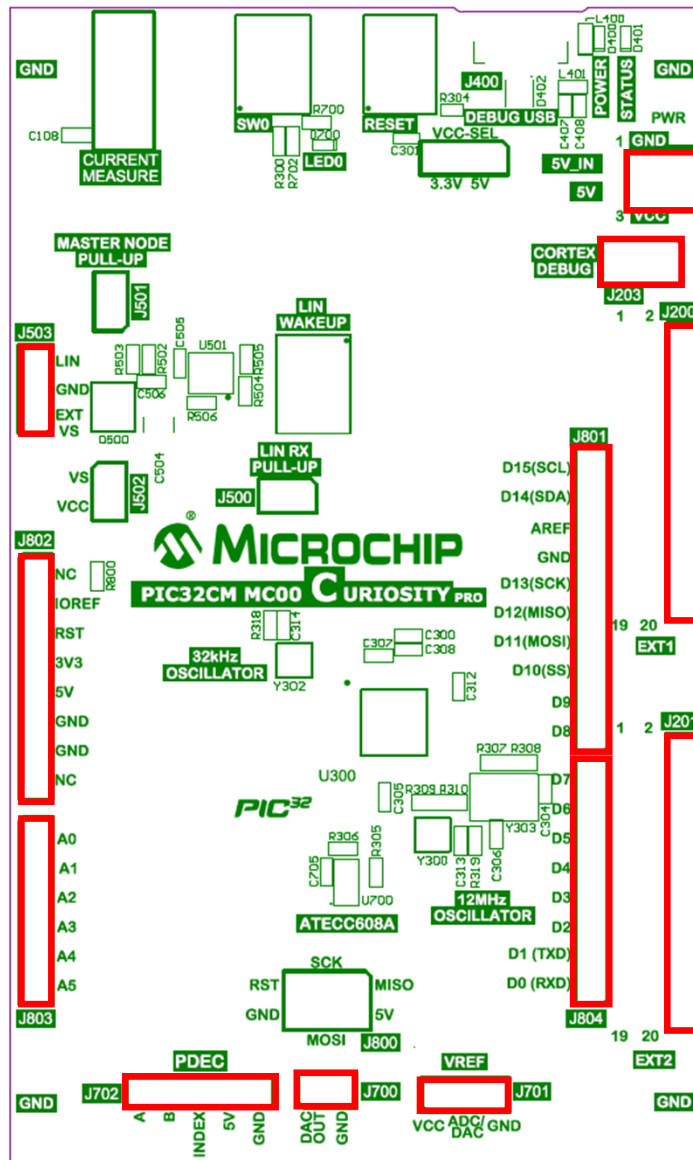 L400
D400
D401
GND
GND
POWER
STATUS
J400
D402
L401
C407
C408
PWR
R304
R700
SW0
RESET
DEBUG USB
C108
D700
R300
R702
LED0
C301
VCC-SEL
1 GND
CURRENT
MEASURE
5V_IN
3.3V 5V
5V
3 VCC
MASTER NODE
PULL-UP
CORTEX
DEBUG
J501
J203
LIN
WAKEUP
1 2
J200
J503
C505
U501
R503
R502
R505
LIN
GND
C506
R504
EXT
VS
R506
D500
J801
LIN RX
PULL-UP
D15(SCL)
VS
J502
C504
J500
VCC
D14(SDA)
AREF
® MICROCHIP
J802
GND
NC
R800
D13(SCK)
PIC32CM MC00 CURIOSITY PRO
IOREF
D12(MISO)
RST
R318
C314
C300
19 20
D11(MOSI)
EXT1
32kHz
OSCILLATOR
C307
C308
3V3
D10(SS)
Y302
C312
5V
D9
GND
D8
1 2
J201
GND
R307 R308
NC
U300
D7
R309 R310
C305
C304
PIC32
D6
Y303
A0
D5
R306
R305
Y300
C313
R319
C306
A1
D4
C705
U700
A2
12MHz
OSCILLATOR
D3
ATECC608A
A3
D2
A4
SCK
D1 (TXD)
A5
RST
MISO
D0 (RXD)
GND
5V
J803
J804
MOSI
J800
19 20
PDEC
VREF
EXT2
J702
J700
J701
GND
GND
A
B
INDEX
5V
GND
DAC
OUT
GND
VCC ADC/
DAC GND